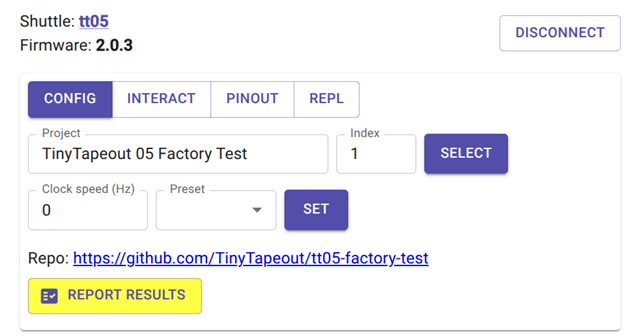 Shuttle: tt05
Firmware: 2.0.3
DISCONNECT
CONFIG INTERACT PINOUT REPL
Project Index
TinyTapeout 05 Factory Test 1 SELECT
Clock speed (Hz) Preset
0 SET
Repo: https://github.com/TinyTapeout/tt05-factory-test
REPORT RESULTS